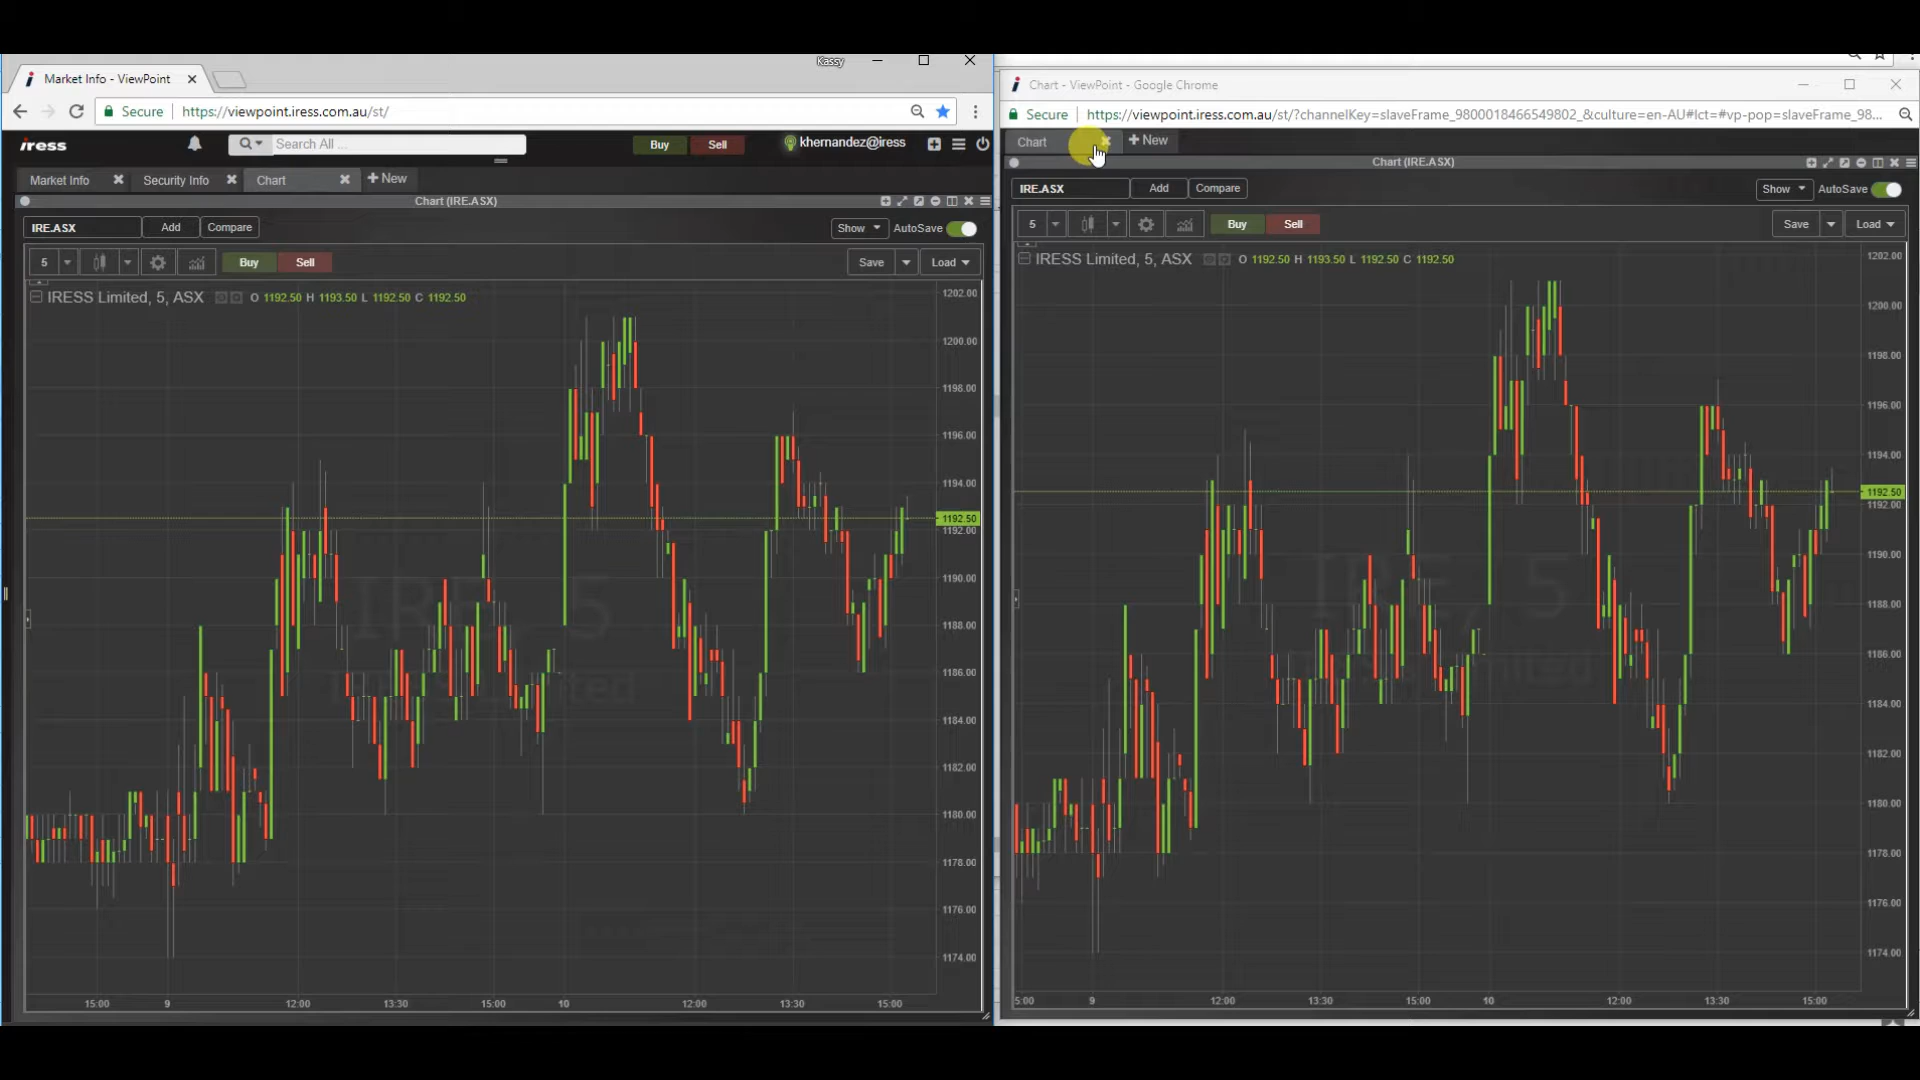 Kassy
Market Info - ViewPoint
Secure https://viewpoint.iress.com.au/st/
iress Search All ... Buy Sell khernandez@iress
Market Info Security Info Chart + New
Chart (IRE.ASX)
IRE.ASX Add Compare Show AutoSave
5 Buy Sell Save Load
IRESS Limited, 5, ASX O 1192.50 H 1193.50 L 1192.50 C 1192.50
1202.00
1200.00
1198.00
1196.00
1194.00
1192.50
1192.00
1190.00
1188.00
1186.00
1184.00
1182.00
1180.00
1178.00
1176.00
1174.00
IRE, 5
15:00 9 12:00 13:30 15:00 10 12:00 13:30 15:00
Chart - ViewPoint - Google Chrome
Secure https://viewpoint.iress.com.au/st/?channelKey=slaveFrame_9800018466549802_&culture=en-AU#lct=#vp-pop=slaveFrame_98...
Chart + New
Chart (IRE.ASX)
IRE.ASX Add Compare Show AutoSave
5 Buy Sell Save Load
IRESS Limited, 5, ASX O 1192.50 H 1193.50 L 1192.50 C 1192.50
1202.00
1200.00
1198.00
1196.00
1194.00
1192.50
1192.00
1190.00
1188.00
1186.00
1184.00
1182.00
1180.00
1178.00
1176.00
1174.00
IRE, 5
5:00 9 12:00 13:30 15:00 10 12:00 13:30 15:00